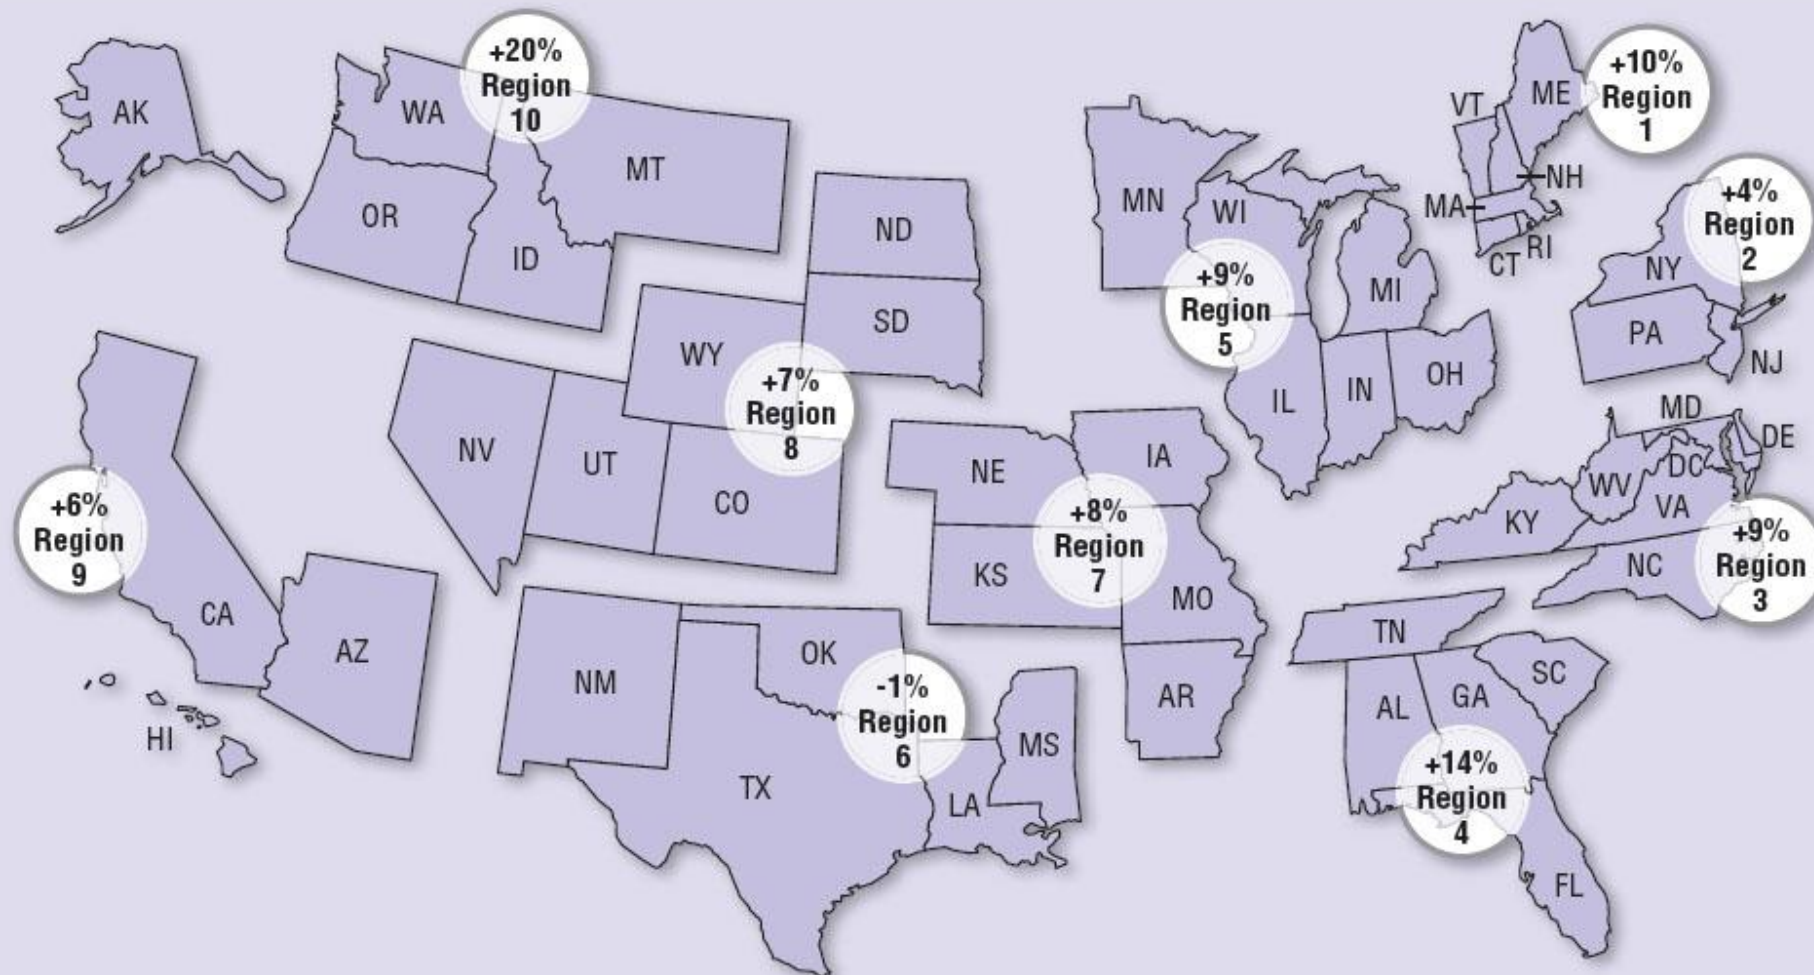 AK
WA
+20%
Region
10
MT
OR
ID
ND
SD
WY
+7%
Region
8
NV
UT
CO
+6%
Region
9
CA
AZ
HI
NM
OK
TX
-1%
Region
6
LA
MS
NE
IA
KS
MO
AR
+8%
Region
7
MN
WI
MI
+9%
Region
5
IL
IN
OH
VT
ME
+10%
Region
1
NH
MA
CT
RI
+4%
Region
2
NY
PA
NJ
MD
DE
DC
WV
VA
KY
NC
+9%
Region
3
TN
SC
AL
GA
+14%
Region
4
FL